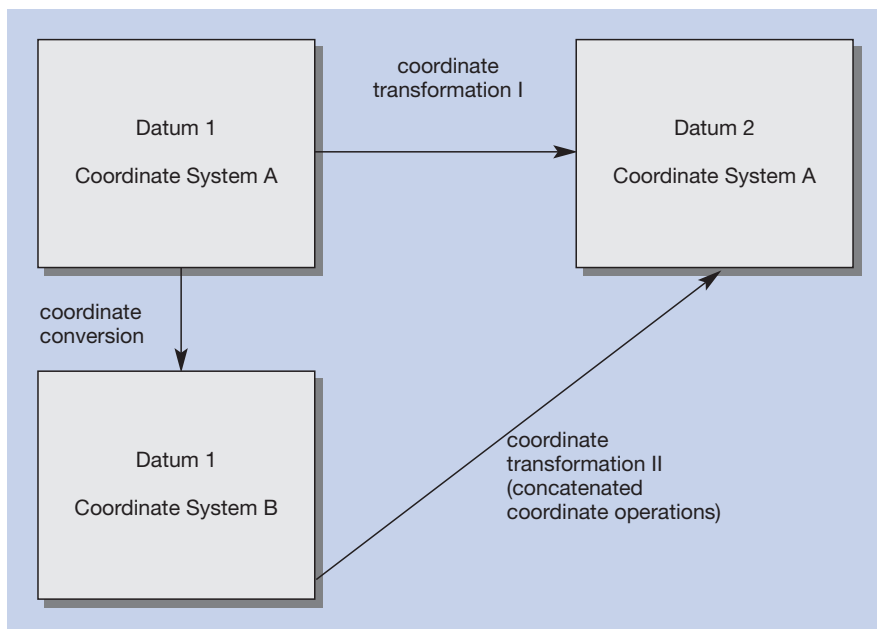 coordinate
transformation I
Datum 1
Coordinate System A
Datum 2
Coordinate System A
coordinate
conversion
Datum 1
Coordinate System B
coordinate
transformation II
(concatenated
coordinate operations)